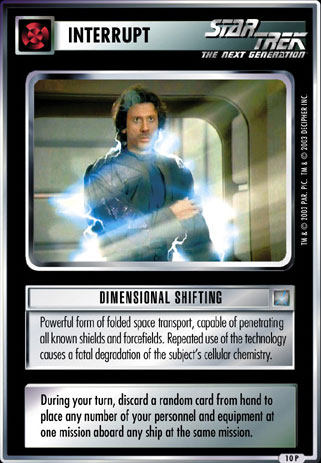 INTERRUPT
STAR TREK
THE NEXT GENERATION
TM & © 2003 PAR. PIC. TM & © 2003 DECIPHER INC.
DIMENSIONAL SHIFTING
Powerful form of folded space transport, capable of penetrating
all known shields and forcefields. Repeated use of the technology
causes a fatal degradation of the subject's cellular chemistry.
During your turn, discard a random card from hand to
place any number of your personnel and equipment at
one mission aboard any ship at the same mission.
10 P